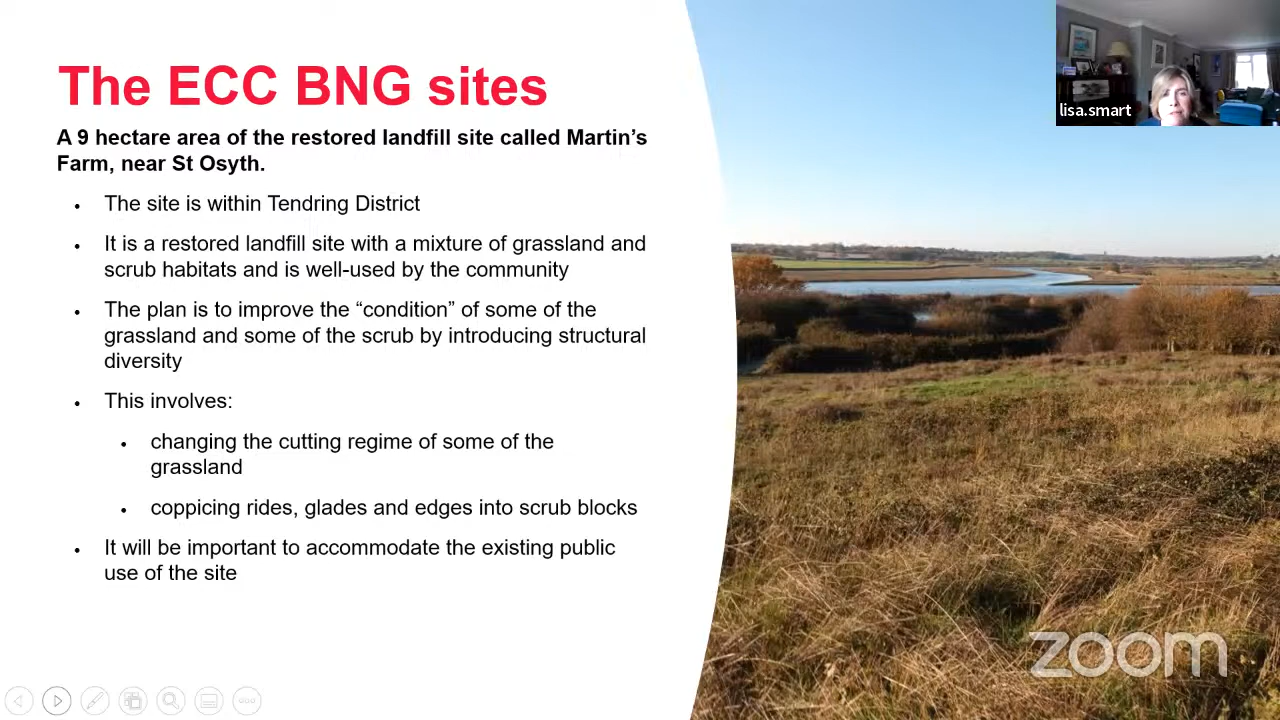 The ECC BNG sites
lisa.smart
A 9 hectare area of the restored landfill site called Martin’s
Farm, near St Osyth.
• The site is within Tendring District
• It is a restored landfill site with a mixture of grassland and
scrub habitats and is well-used by the community
• The plan is to improve the “condition” of some of the
grassland and some of the scrub by introducing structural
diversity
• This involves:
• changing the cutting regime of some of the
grassland
• coppicing rides, glades and edges into scrub blocks
• It will be important to accommodate the existing public
use of the site
zoom